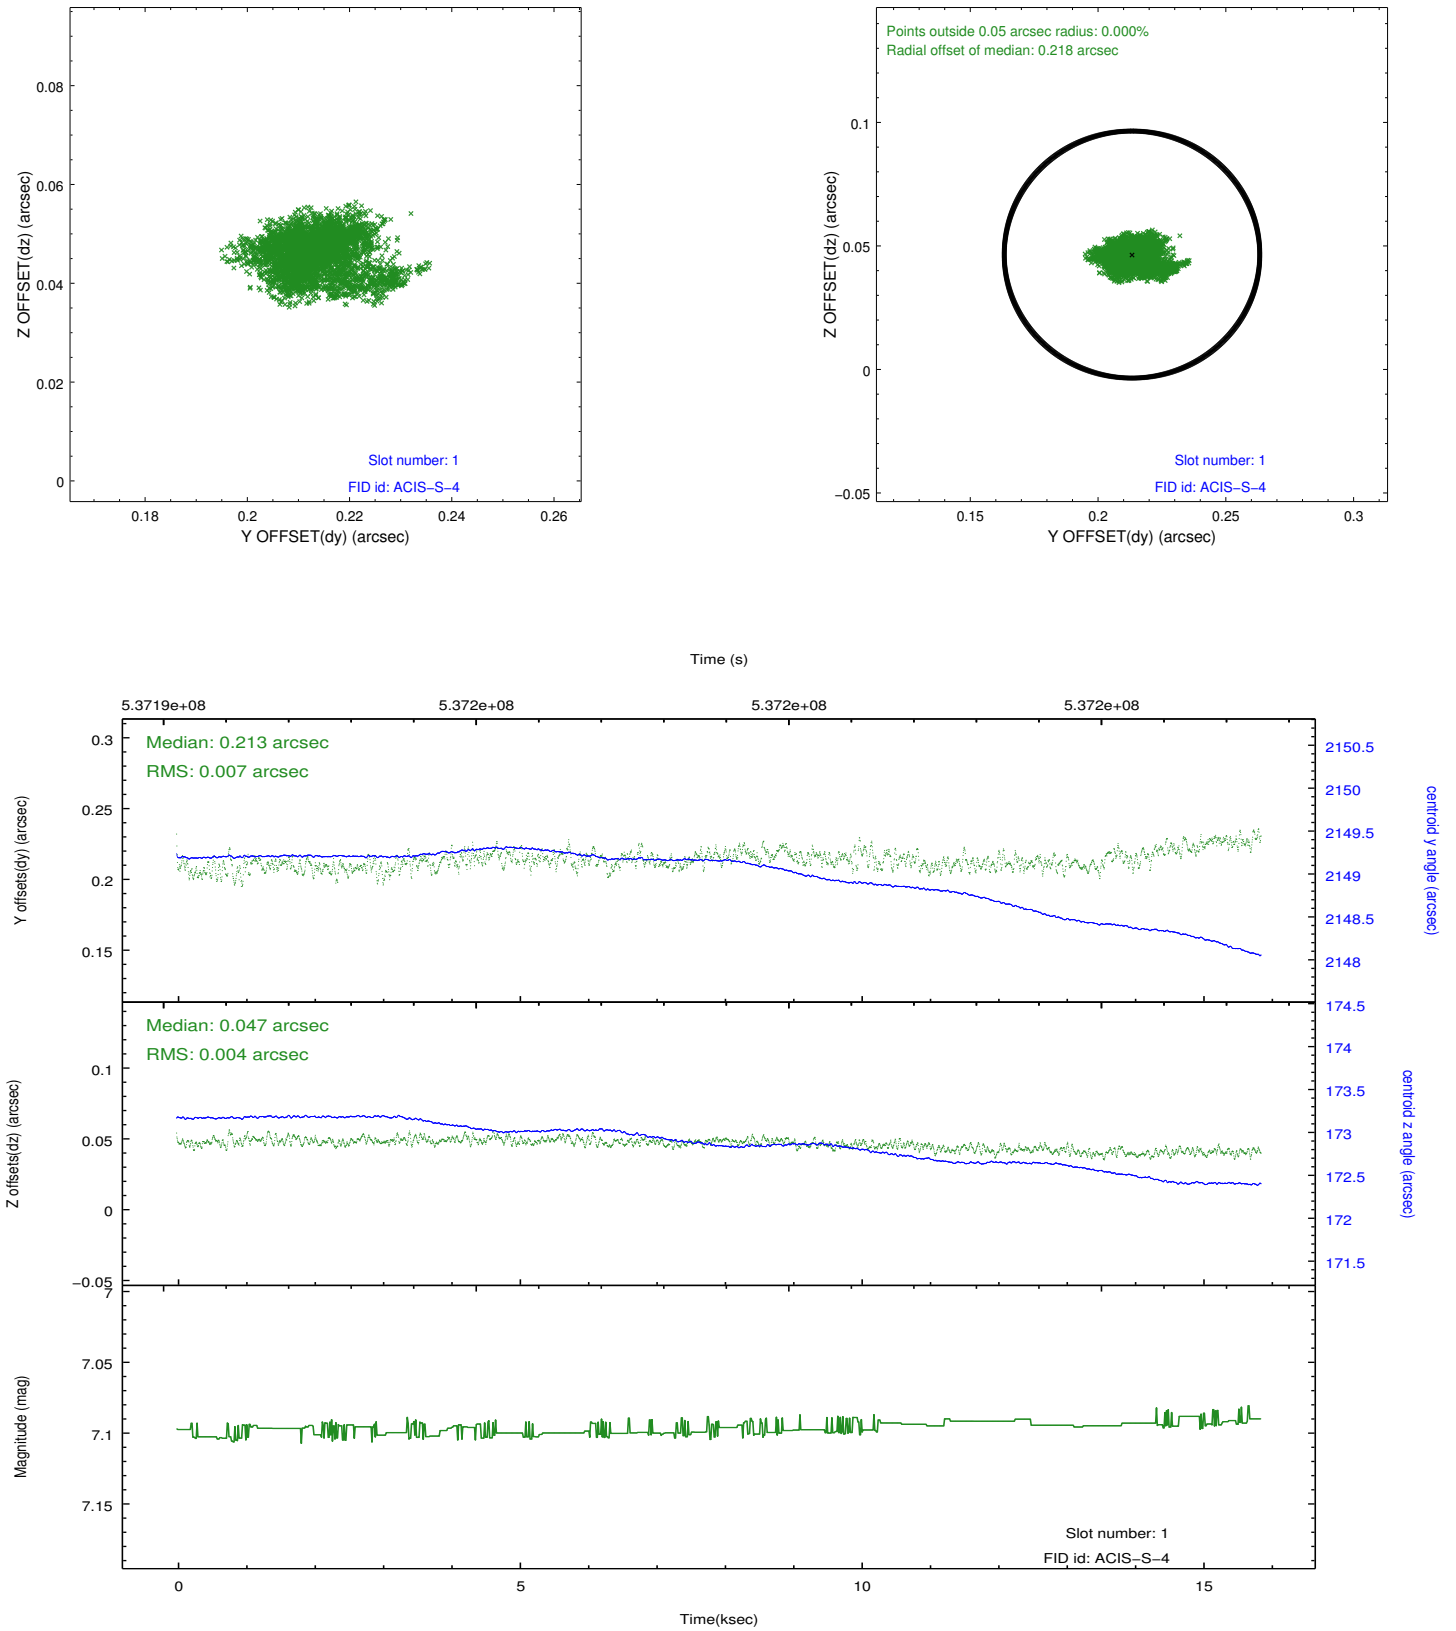 0.08
0.06
0.04
0.02
0
Z OFFSET(dz) (arcsec)
Slot number: 1
FID id: ACIS−S−4
0.18
0.2
0.22
0.24
0.26
Y OFFSET(dy) (arcsec)
Points outside 0.05 arcsec radius: 0.000%
Radial offset of median: 0.218 arcsec
0.1
0.05
0
−0.05
Z OFFSET(dz) (arcsec)
Slot number: 1
FID id: ACIS−S−4
0.15
0.2
0.25
0.3
Y OFFSET(dy) (arcsec)
Time (s)
5.3719e+08
5.372e+08
5.372e+08
5.372e+08
Median: 0.213 arcsec
RMS: 0.007 arcsec
0.3
0.25
0.2
0.15
Y offsets(dy) (arcsec)
2150.5
2150
2149.5
2149
2148.5
2148
centroid y angle (arcsec)
Median: 0.047 arcsec
RMS: 0.004 arcsec
0.1
0.05
0
−0.05
Z offsets(dz) (arcsec)
174.5
174
173.5
173
172.5
172
171.5
centroid z angle (arcsec)
7
7.05
7.1
7.15
Magnitude (mag)
Slot number: 1
FID id: ACIS−S−4
0
5
10
15
Time(ksec)